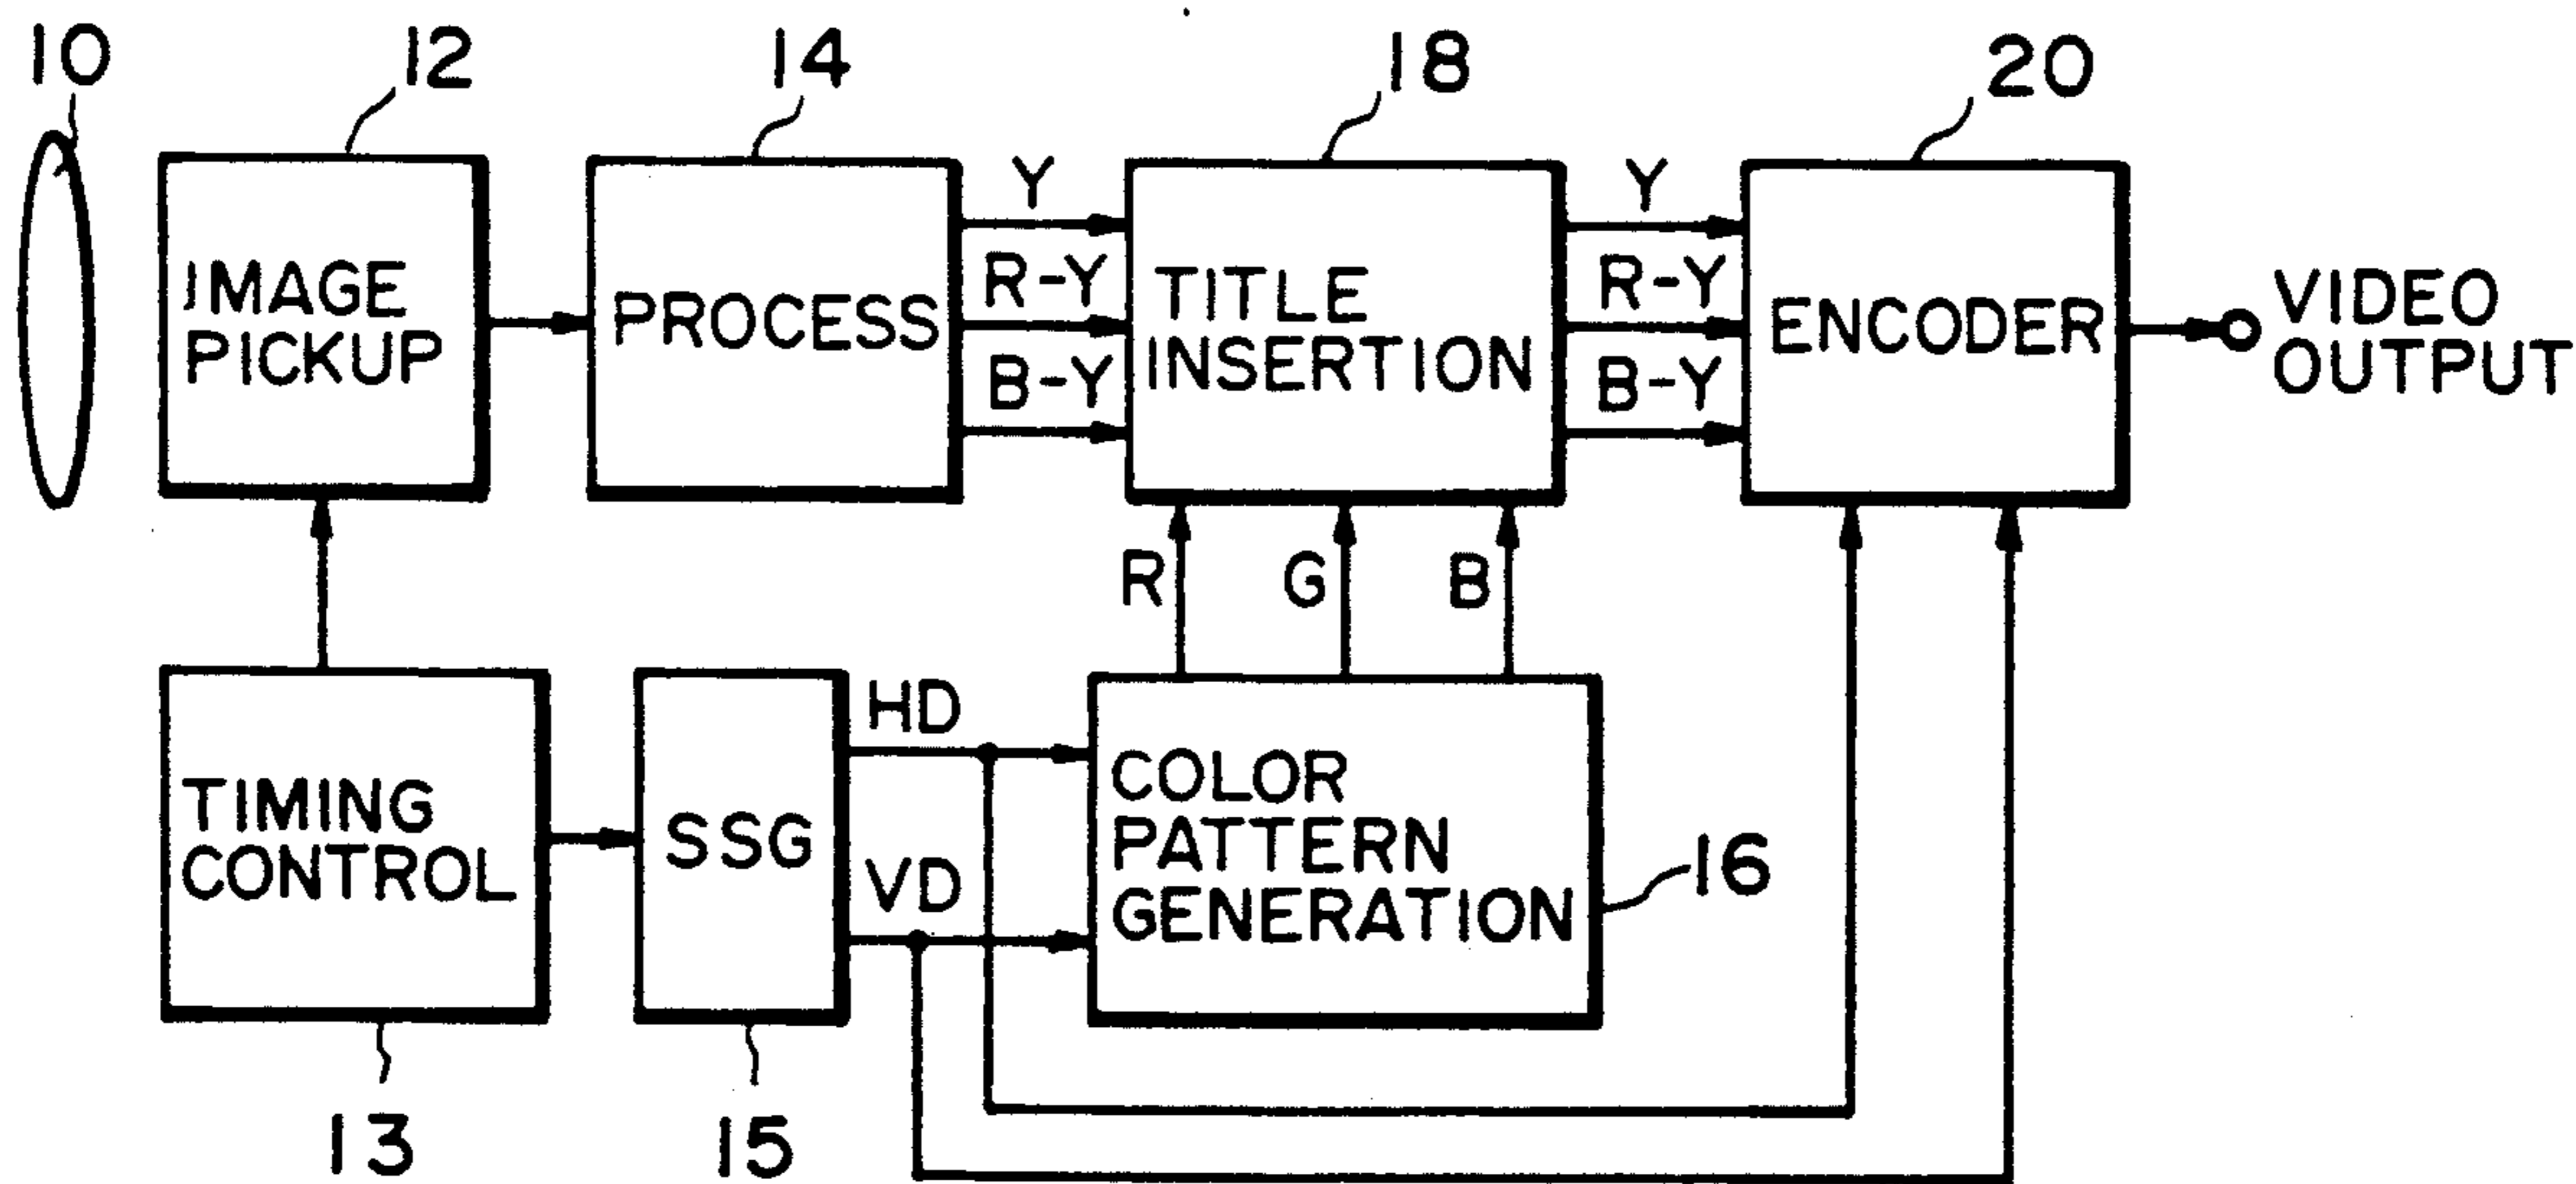 10
12
14
18
20
IMAGE
PICKUP
PROCESS
Y
R-Y
B-Y
TITLE
INSERTION
Y
R-Y
B-Y
ENCODER
VIDEO
OUTPUT
R
G
B
TIMING
CONTROL
SSG
HD
VD
COLOR
PATTERN
GENERATION
16
13
15